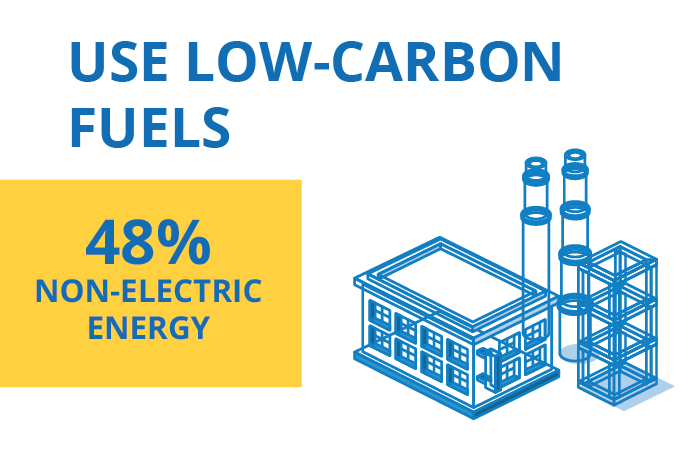 USE LOW-CARBON
FUELS
48%
NON-ELECTRIC
ENERGY